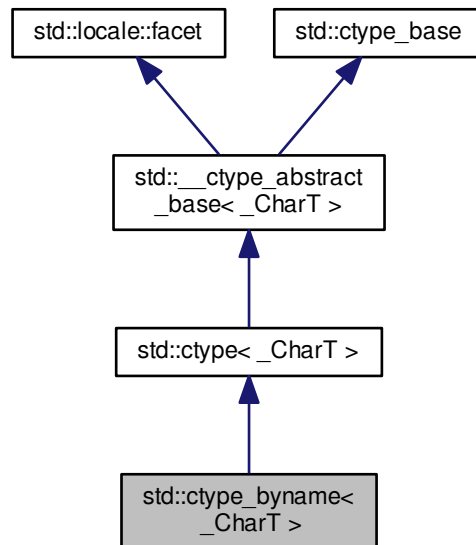 std::locale::facet
std::ctype_base
std::__ctype_abstract
_base< _CharT >
std::ctype< _CharT >
std::ctype_byname<
_CharT >